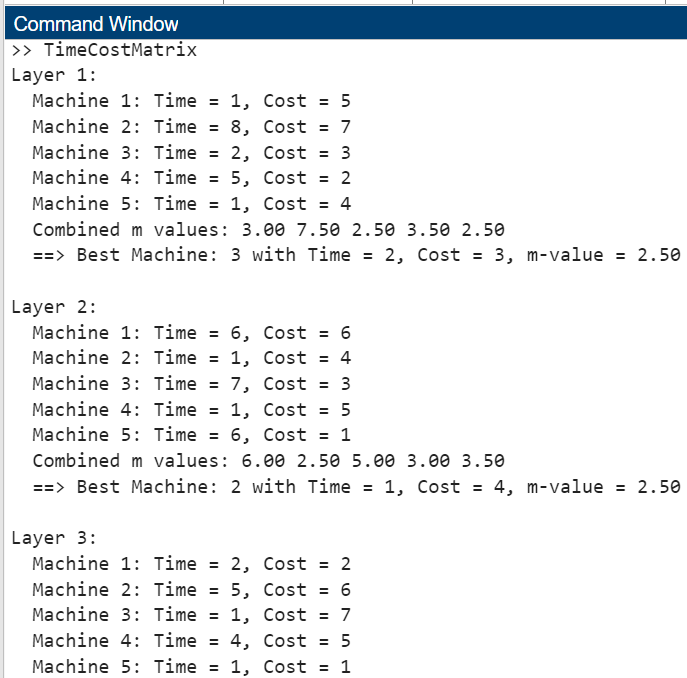 Command Window
>> TimeCostMatrix
Layer 1:
Machine 1: Time = 1, Cost = 5
Machine 2: Time = 8, Cost = 7
Machine 3: Time = 2, Cost = 3
Machine 4: Time = 5, Cost = 2
Machine 5: Time = 1, Cost = 4
Combined m values: 3.00 7.50 2.50 3.50 2.50
==> Best Machine: 3 with Time = 2, Cost = 3, m-value = 2.50
Layer 2:
Machine 1: Time = 6, Cost = 6
Machine 2: Time = 1, Cost = 4
Machine 3: Time = 7, Cost = 3
Machine 4: Time = 1, Cost = 5
Machine 5: Time = 6, Cost = 1
Combined m values: 6.00 2.50 5.00 3.00 3.50
==> Best Machine: 2 with Time = 1, Cost = 4, m-value = 2.50
Layer 3:
Machine 1: Time = 2, Cost = 2
Machine 2: Time = 5, Cost = 6
Machine 3: Time = 1, Cost = 7
Machine 4: Time = 4, Cost = 5
Machine 5: Time = 1, Cost = 1